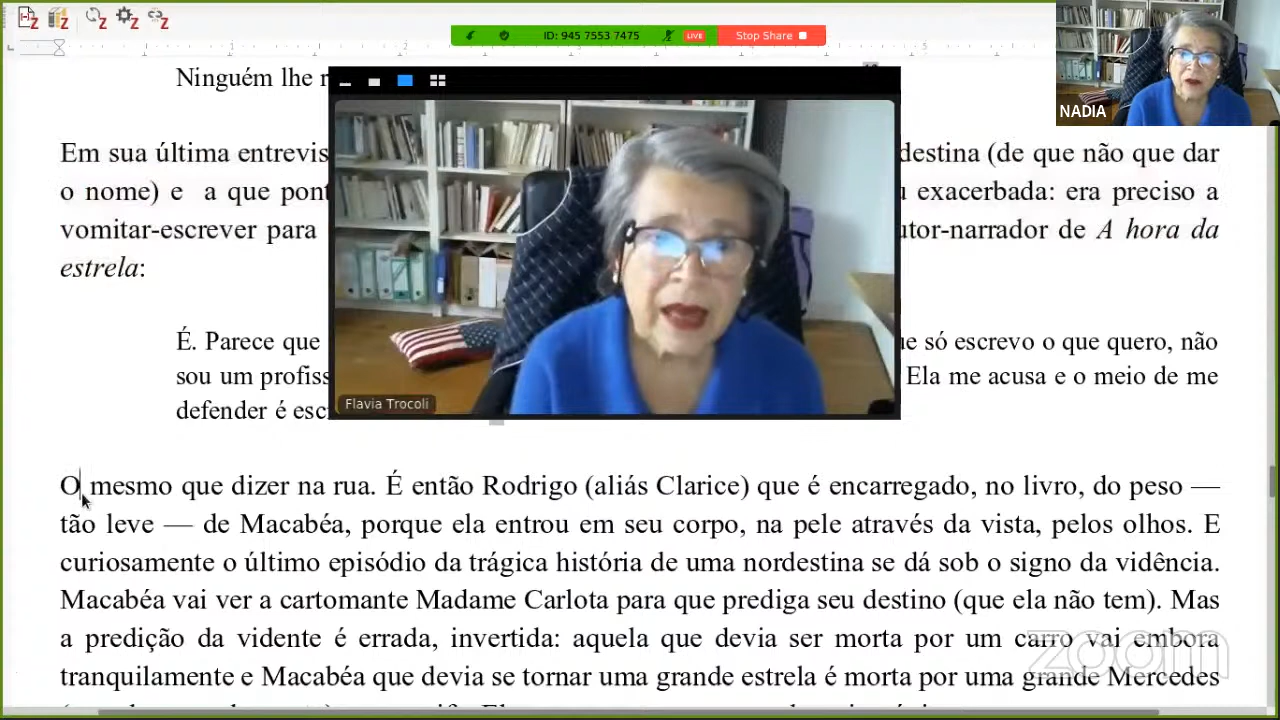 ID: 945 7553 7475 LIVE Stop Share
NADIA
Ninguém lhe
Em sua última destina (de que não que dar
o nome) e a que exacerbada: era preciso a
vomitar-escrever para de A hora da
estrela:
É. Parece que só escrevo o que quero, não
sou um Ela me acusa e o meio de me
defender é
Flavia Trocoli
O mesmo que dizer na rua. É então Rodrigo (aliás Clarice) que é encarregado, no livro, do peso —
tão leve — de Macabéa, porque ela entrou em seu corpo, na pele através da vista, pelos olhos. E
curiosamente o último episódio da trágica história de uma nordestina se dá sob o signo da vidência.
Macabéa vai ver a cartomante Madame Carlota para que prediga seu destino (que ela não tem). Mas
a predição da vidente é errada, invertida: aquela que devia ser morta por um carro vai embora
tranquilamente e Macabéa que devia se tornar uma grande estrela é morta por uma grande Mercedes
zoom